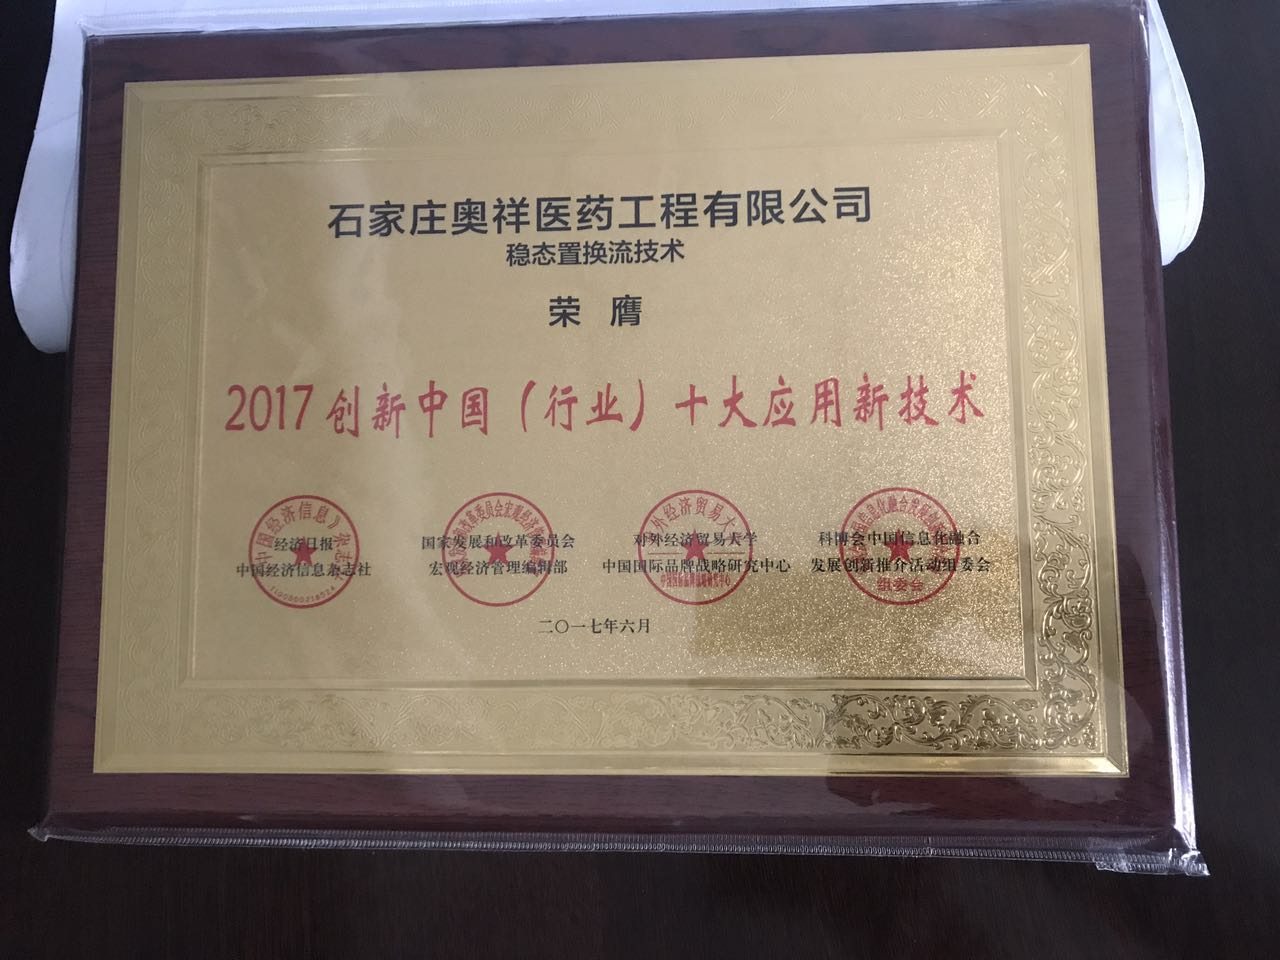 石家庄奥祥医药工程有限公司
稳态置换流技术
荣 膺
2017创新中国（行业）十大应用新技术
经济日报
中国经济信息杂志社
国家发展和改革委员会
宏观经济管理编辑部
对外经济贸易大学
中国国际品牌战略研究中心
科博会中国信息化融合
发展创新推介活动组委会
组委会
二〇一七年六月